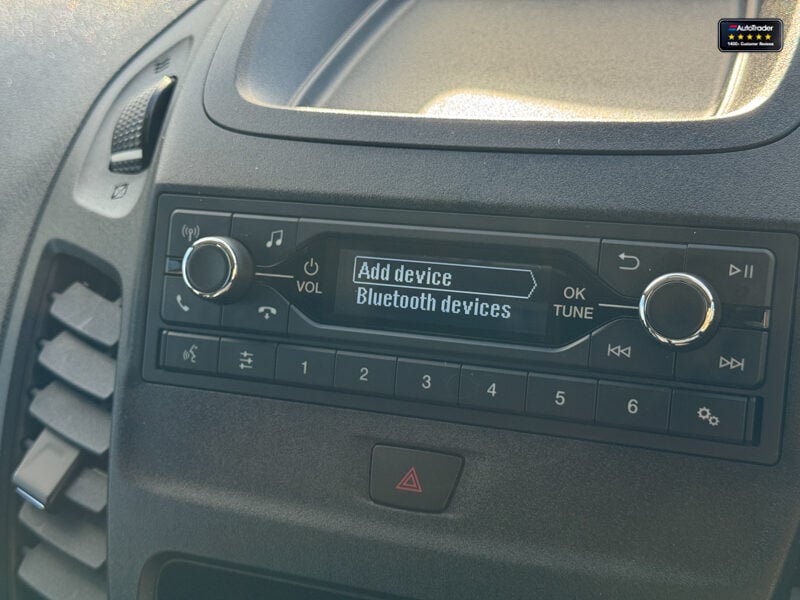 AutoTrader
1400+ Customer Reviews
Add device
Bluetooth devices
VOL
OK
TUNE
1 2 3 4 5 6